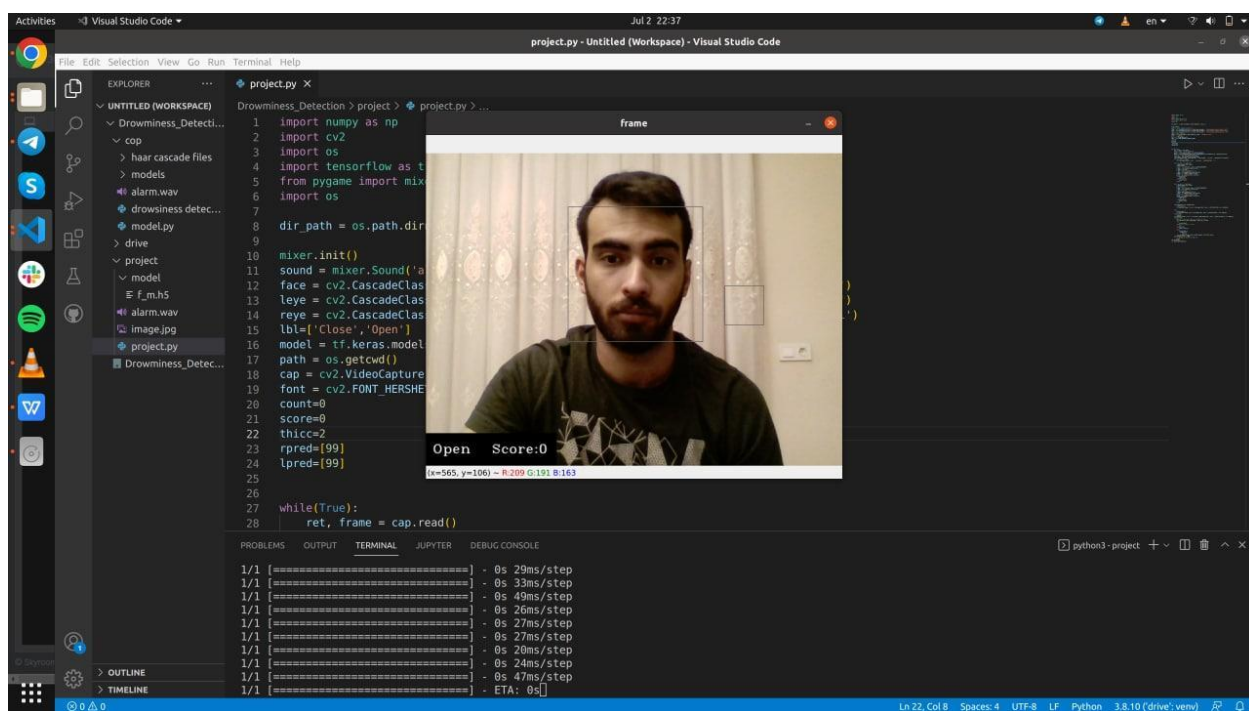 Activities
Visual Studio Code
Jul 2 22:37
en
project.py - Untitled (Workspace) - Visual Studio Code
File Edit Selection View Go Run Terminal Help
EXPLORER
UNTITLED (WORKSPACE)
Drowminess_Detecti...
cop
haar cascade files
models
alarm.wav
drowsiness detec...
model.py
drive
project
model
f_m.h5
alarm.wav
image.jpg
project.py
Drowminess_Detec...
OUTLINE
TIMELINE
project.py
Drowminess_Detection > project > project.py > ...
1 import numpy as np
2 import cv2
3 import os
4 import tensorflow as t
5 from pygame import mix
6 import os
7
8 dir_path = os.path.dir
9
10 mixer.init()
11 sound = mixer.Sound('a
12 face = cv2.CascadeClas )
13 leye = cv2.CascadeClas )
14 reye = cv2.CascadeClas ')
15 lbl=['Close','Open']
16 model = tf.keras.model
17 path = os.getcwd()
18 cap = cv2.VideoCapture
19 font = cv2.FONT_HERSHE
20 count=0
21 score=0
22 thicc=2
23 rpred=[99]
24 lpred=[99]
25
26
27 while(True):
28 ret, frame = cap.read()
frame
Open Score:0
(x=565, y=106) ~ R:209 G:191 B:163
PROBLEMS OUTPUT TERMINAL JUPYTER DEBUG CONSOLE
python3 - project
1/1 [==============================] - 0s 29ms/step
1/1 [==============================] - 0s 33ms/step
1/1 [==============================] - 0s 49ms/step
1/1 [==============================] - 0s 26ms/step
1/1 [==============================] - 0s 27ms/step
1/1 [==============================] - 0s 27ms/step
1/1 [==============================] - 0s 20ms/step
1/1 [==============================] - 0s 24ms/step
1/1 [==============================] - 0s 47ms/step
1/1 [==============================] - ETA: 0s
0 0
Ln 22, Col 8 Spaces: 4 UTF-8 LF Python 3.8.10 ('drive': venv)